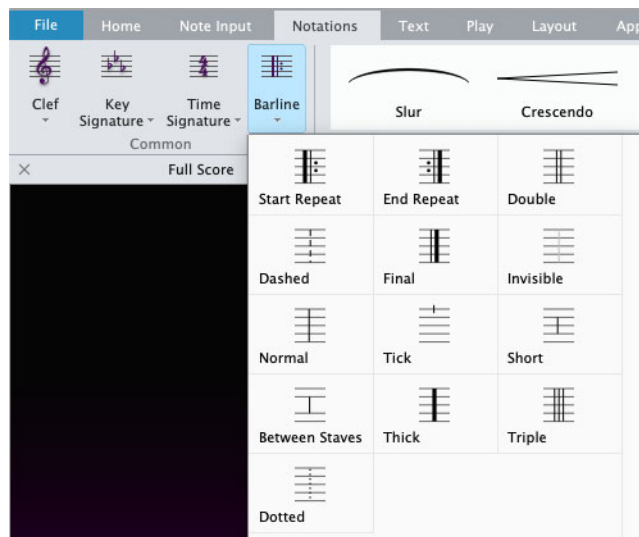 File Home Note Input Notations Text Play Layout
Clef Key Signature Time Signature Barline Slur Crescendo
Common
Full Score
Start Repeat End Repeat Double
Dashed Final Invisible
Normal Tick Short
Between Staves Thick Triple
Dotted